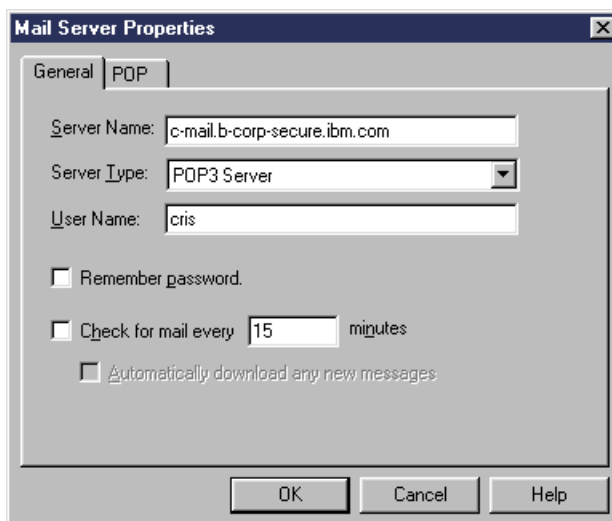 Mail Server Properties
General POP
Server Name: c-mail.b-corp-secure.ibm.com
Server Type: POP3 Server
User Name: cris
Remember password.
Check for mail every 15 minutes
Automatically download any new messages
OK Cancel Help